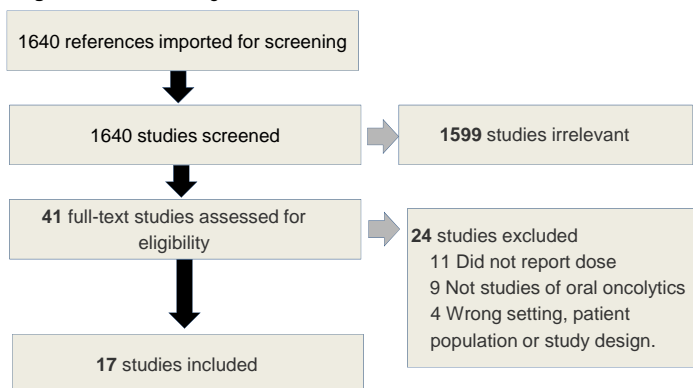 1640 references imported for screening
1640 studies screened
1599 studies irrelevant
41 full-text studies assessed for
eligibility
24 studies excluded
11 Did not report dose
9 Not studies of oral oncolytics
4 Wrong setting, patient
population or study design.
17 studies included